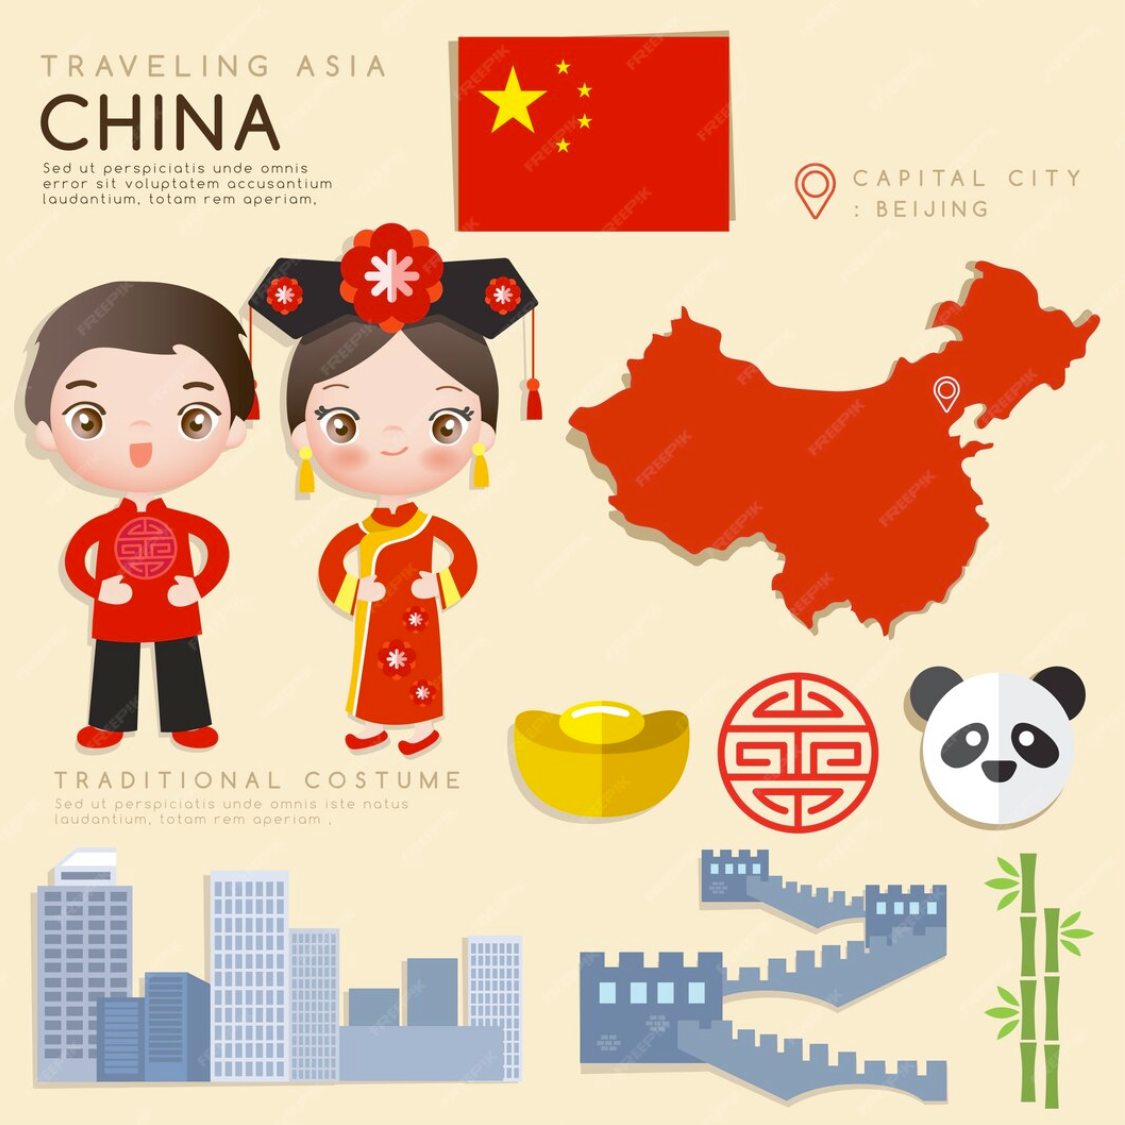 TRAVELING ASIA
CHINA
Sed ut perspiciatis unde omnis
error sit voluptatem accusantium
laudantium, totam rem aperiam,
CAPITAL CITY
: BEIJING
TRADITIONAL COSTUME
Sed ut perspiciatis unde omnis iste natus
laudantium, totam rem aperiam ,